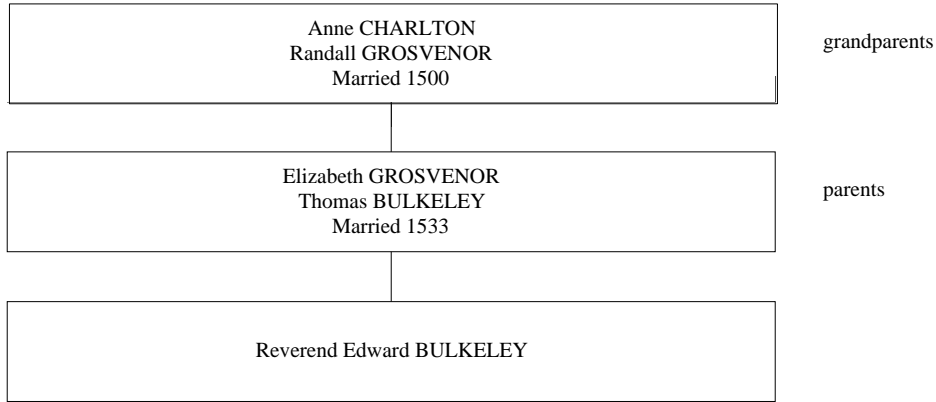 Anne CHARLTON
Randall GROSVENOR
Married 1500
grandparents
Elizabeth GROSVENOR
Thomas BULKELEY
Married 1533
parents
Reverend Edward BULKELEY